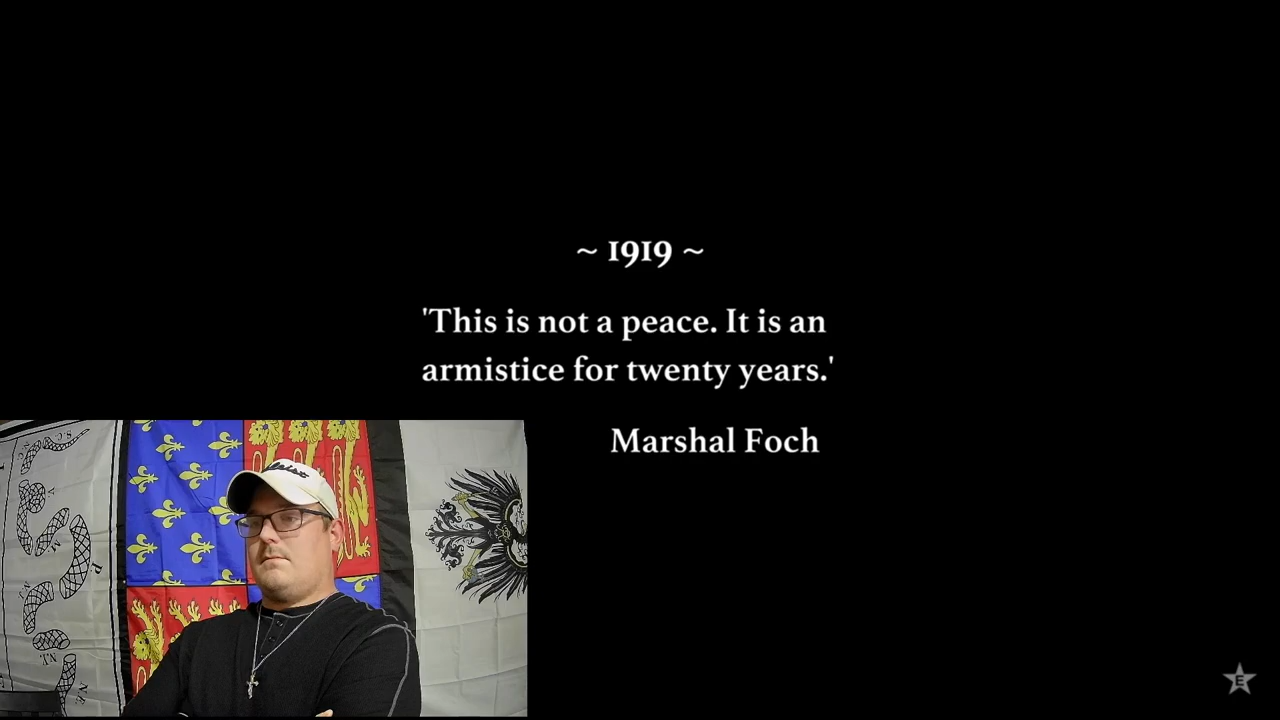 ~ 1919 ~
'This is not a peace. It is an
armistice for twenty years.'
Marshal Foch
S.C.
V.
M.
P.
N.Y.
N.E.
E